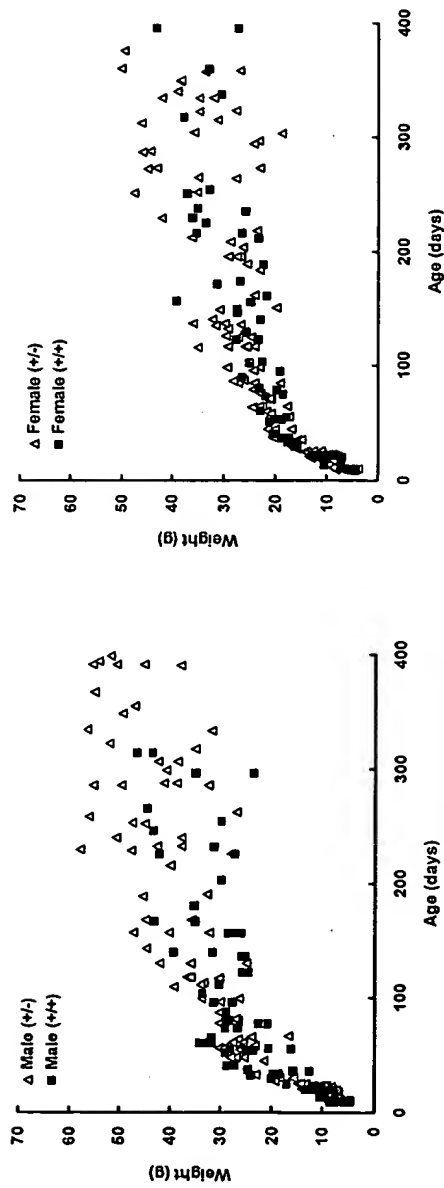 △ Male (+/-)
■ Male (+/+)
70
60
50
40
30
20
10
0
Weight (g)
0 100 200 300 400
Age (days)
△ Female (+/-)
■ Female (+/+)
70
60
50
40
30
20
10
0
Weight (g)
0 100 200 300 400
Age (days)